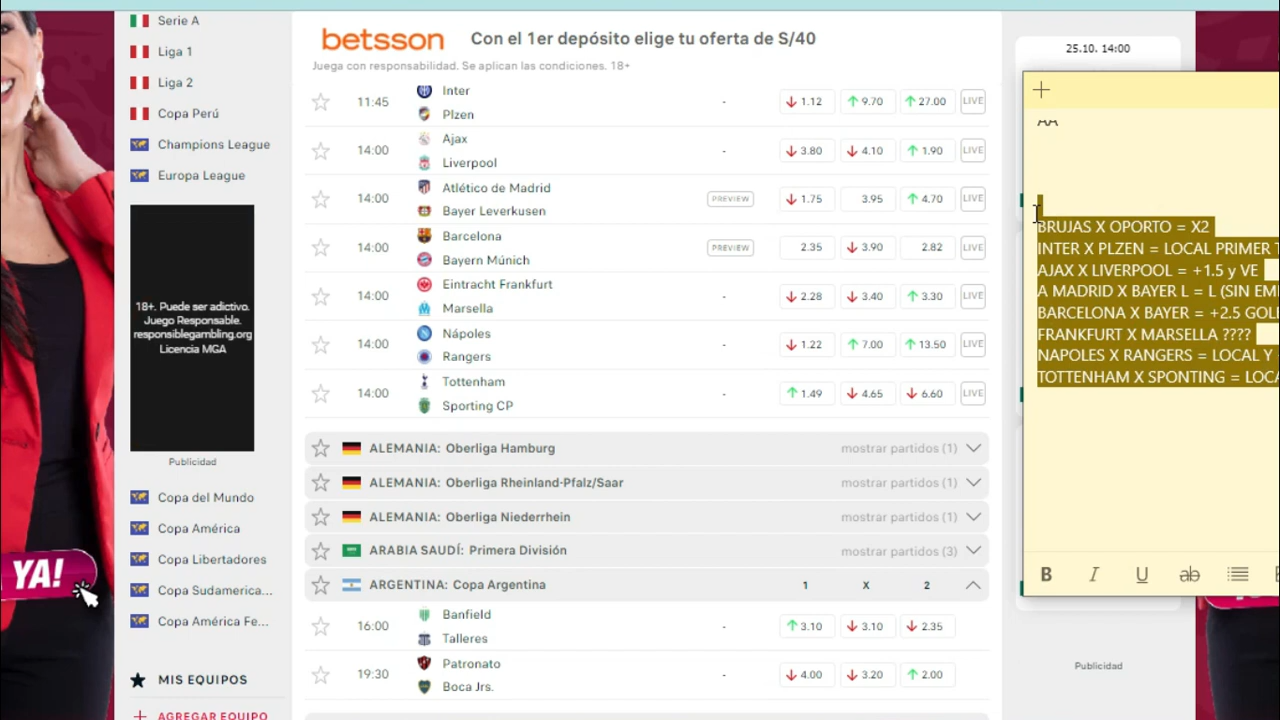 Serie A
Liga 1
Liga 2
Copa Perú
Champions League
Europa League
18+. Puede ser adictivo.
Juego Responsable.
responsiblegambling.org
Licencia MGA
Publicidad
Copa del Mundo
Copa América
Copa Libertadores
Copa Sudamerica...
Copa América Fe...
MIS EQUIPOS
AGREGAR EQUIPO
YA!
betsson Con el 1er depósito elige tu oferta de S/40
Juega con responsabilidad. Se aplican las condiciones. 18+
11:45 Inter - 1.12 9.70 27.00 LIVE
Plzen
14:00 Ajax - 3.80 4.10 1.90 LIVE
Liverpool
14:00 Atlético de Madrid PREVIEW 1.75 3.95 4.70 LIVE
Bayer Leverkusen
14:00 Barcelona PREVIEW 2.35 3.90 2.82 LIVE
Bayern Múnich
14:00 Eintracht Frankfurt - 2.28 3.40 3.30 LIVE
Marsella
14:00 Nápoles - 1.22 7.00 13.50 LIVE
Rangers
14:00 Tottenham - 1.49 4.65 6.60 LIVE
Sporting CP
ALEMANIA: Oberliga Hamburg mostrar partidos (1)
ALEMANIA: Oberliga Rheinland-Pfalz/Saar mostrar partidos (1)
ALEMANIA: Oberliga Niederrhein mostrar partidos (1)
ARABIA SAUDÍ: Primera División mostrar partidos (3)
ARGENTINA: Copa Argentina 1 X 2
16:00 Banfield - 3.10 3.10 2.35
Talleres
19:30 Patronato - 4.00 3.20 2.00
Boca Jrs.
25.10. 14:00
BRUJAS X OPORTO = X2
INTER X PLZEN = LOCAL PRIMER T
AJAX X LIVERPOOL = +1.5 y VE
A MADRID X BAYER L = L (SIN EM
BARCELONA X BAYER = +2.5 GOL
FRANKFURT X MARSELLA ????
NAPOLES X RANGERS = LOCAL Y
TOTTENHAM X SPONTING = LOCA
B I U ab
Publicidad